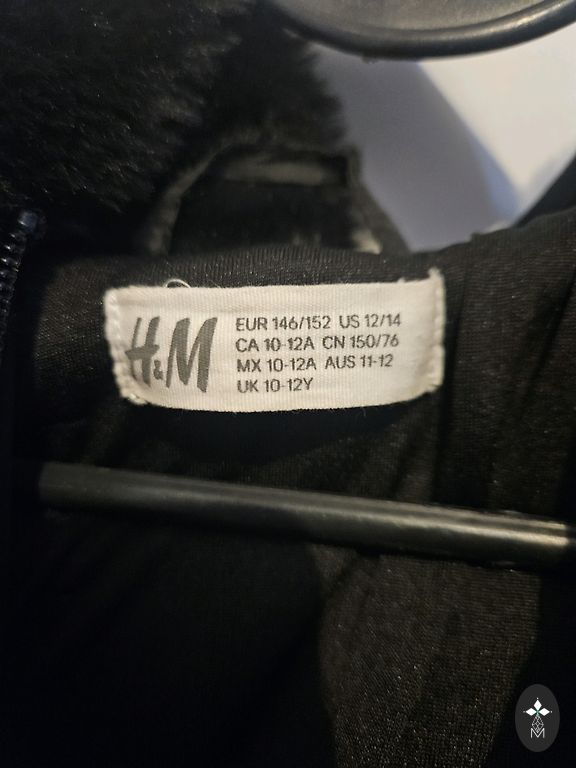 H&M
EUR 146/152 US 12/14
CA 10-12A CN 150/76
MX 10-12A AUS 11-12
UK 10-12Y
M